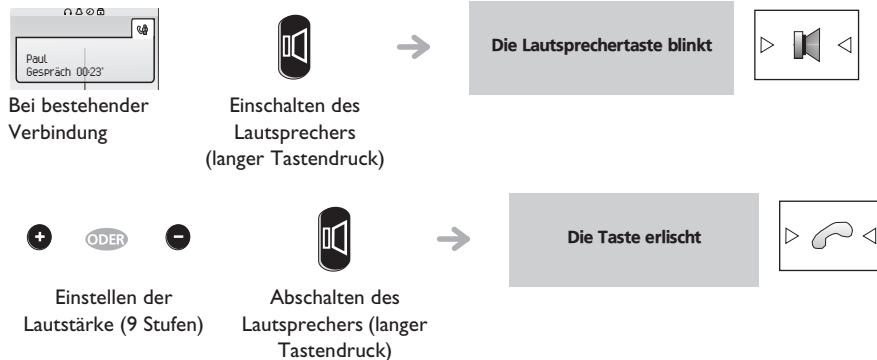 Paul
Gespräch 00:23'
Bei bestehender
Verbindung
Einschalten des
Lautsprechers
(langer Tastendruck)
Die Lautsprechertaste blinkt
ODER
Einstellen der
Lautstärke (9 Stufen)
Abschalten des
Lautsprechers (langer
Tastendruck)
Die Taste erlischt